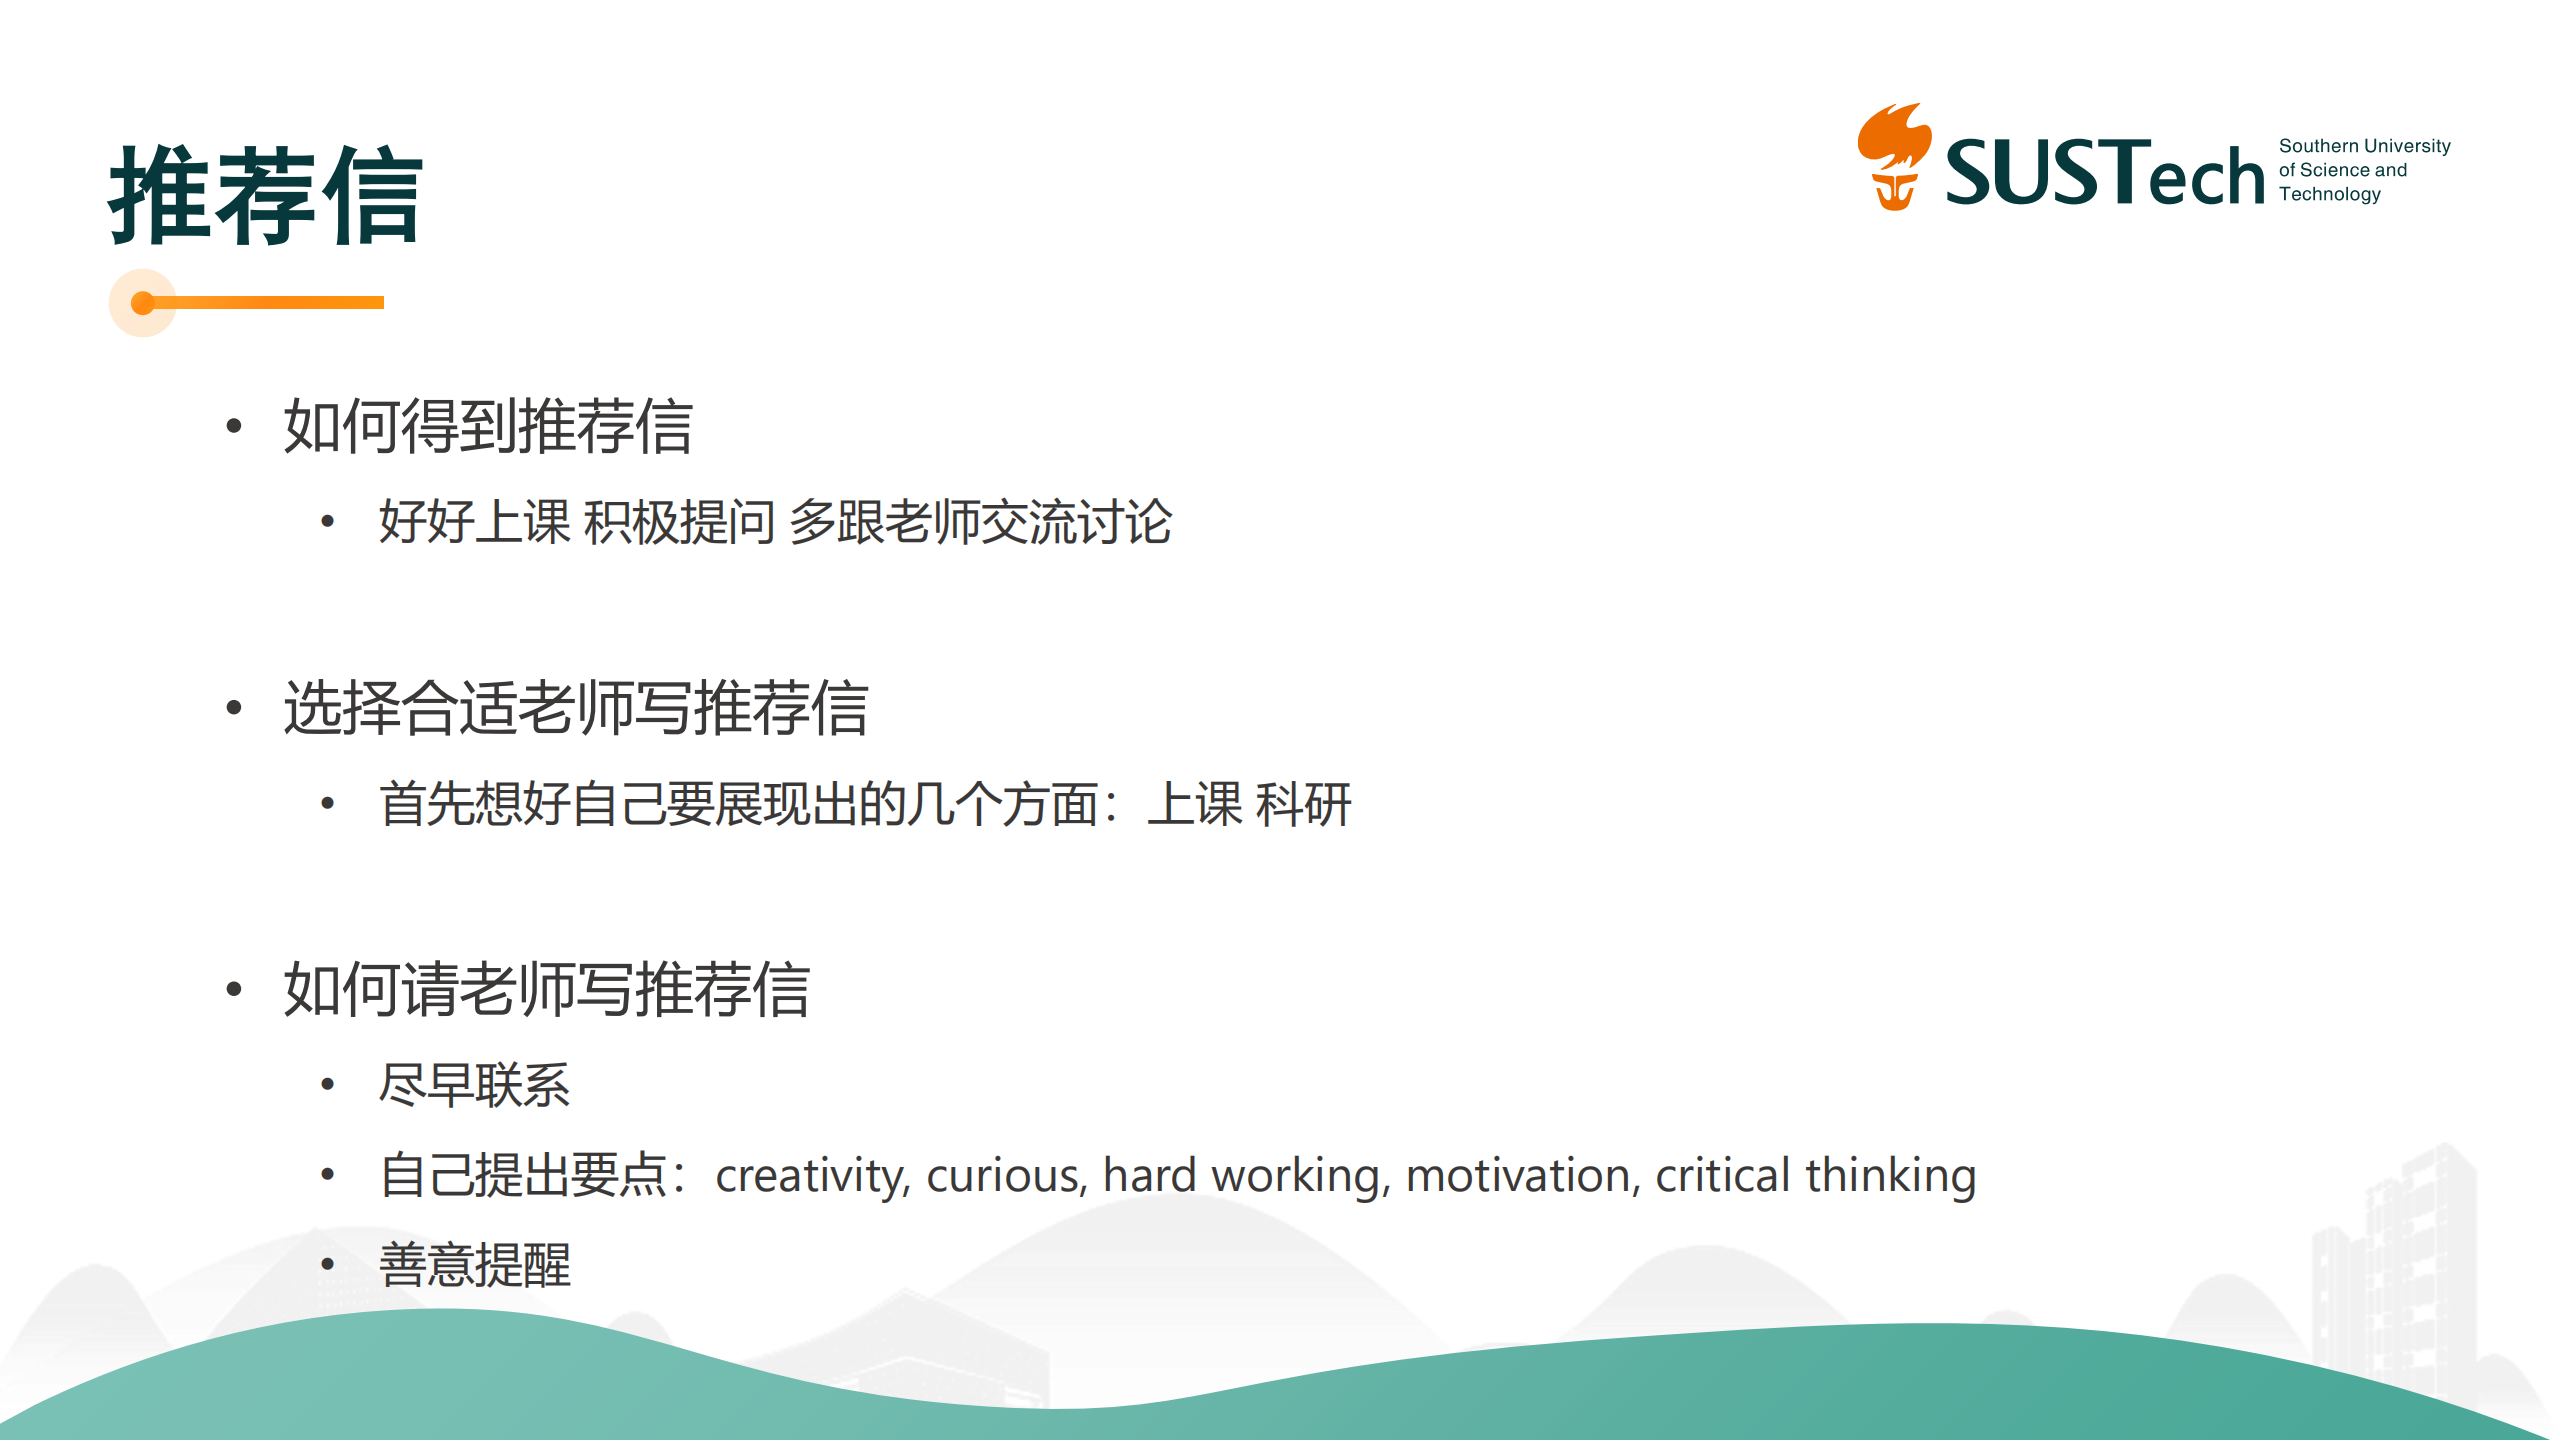 推荐信
SUSTech
Southern University
of Science and
Technology
• 如何得到推荐信
• 好好上课 积极提问 多跟老师交流讨论
• 选择合适老师写推荐信
• 首先想好自己要展现出的几个方面：上课 科研
• 如何请老师写推荐信
• 尽早联系
• 自己提出要点：creativity, curious, hard working, motivation, critical thinking
• 善意提醒